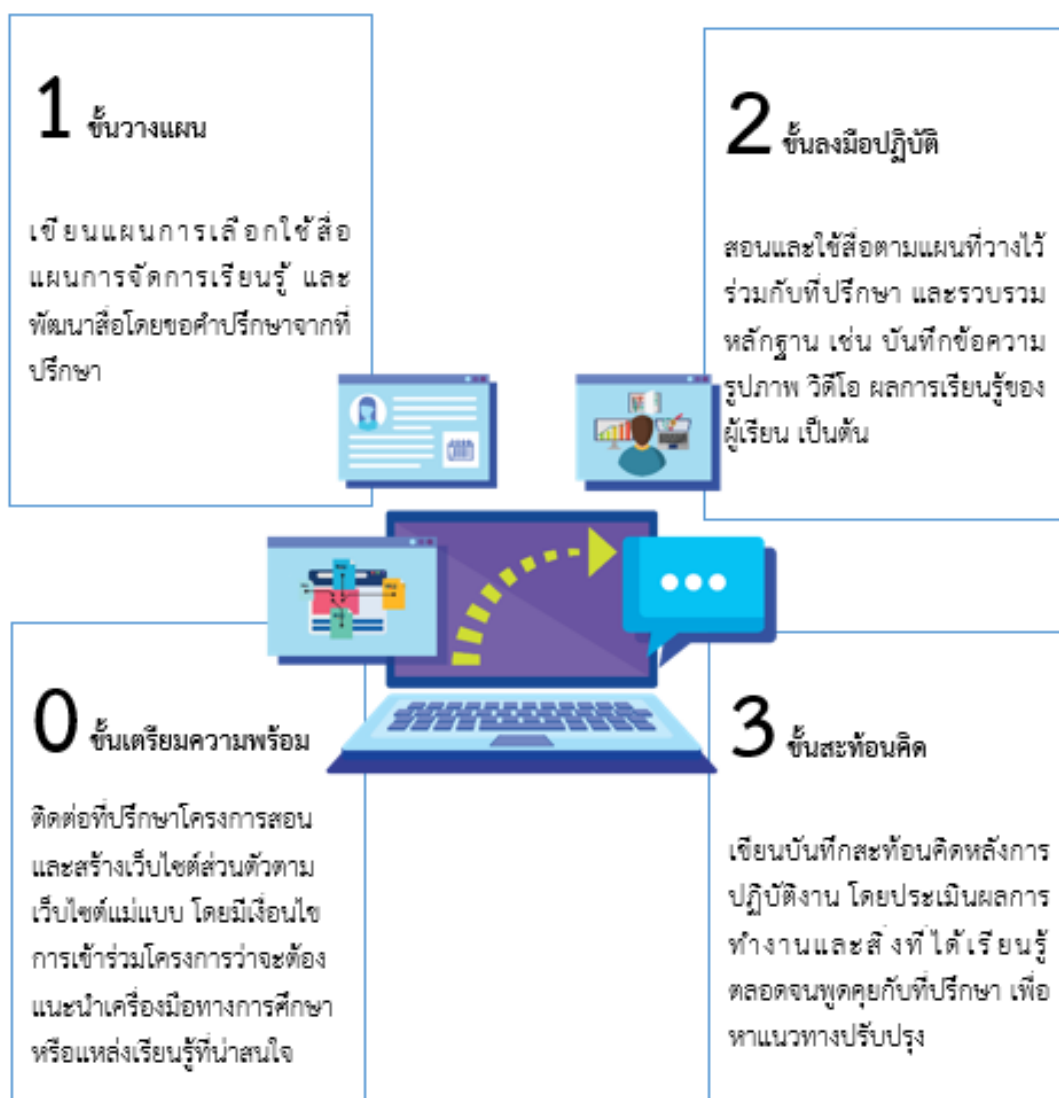 1 ขั้นวางแผน
เขียนแผนการเลือกใช้สื่อ
แผนการจัดการเรียนรู้ และ
พัฒนาสื่อโดยขอคำปรึกษาจากที่
ปรึกษา
2 ขั้นลงมือปฏิบัติ
สอนและใช้สื่อตามแผนที่วางไว้
ร่วมกับที่ปรึกษา และรวบรวม
หลักฐาน เช่น บันทึกข้อความ
รูปภาพ วิดีโอ ผลการเรียนรู้ของ
ผู้เรียน เป็นต้น
0 ขั้นเตรียมความพร้อม
ติดต่อที่ปรึกษาโครงการสอน
และสร้างเว็บไซต์ส่วนตัวตาม
เว็บไซต์แม่แบบ โดยมีเงื่อนไข
การเข้าร่วมโครงการว่าจะต้อง
แนะนำเครื่องมือทางการศึกษา
หรือแหล่งเรียนรู้ที่น่าสนใจ
3 ขั้นสะท้อนคิด
เขียนบันทึกสะท้อนคิดหลังการ
ปฏิบัติงาน โดยประเมินผลการ
ทำงานและสิ่งที่ได้เรียนรู้
ตลอดจนพูดคุยกับที่ปรึกษา เพื่อ
หาแนวทางปรับปรุง